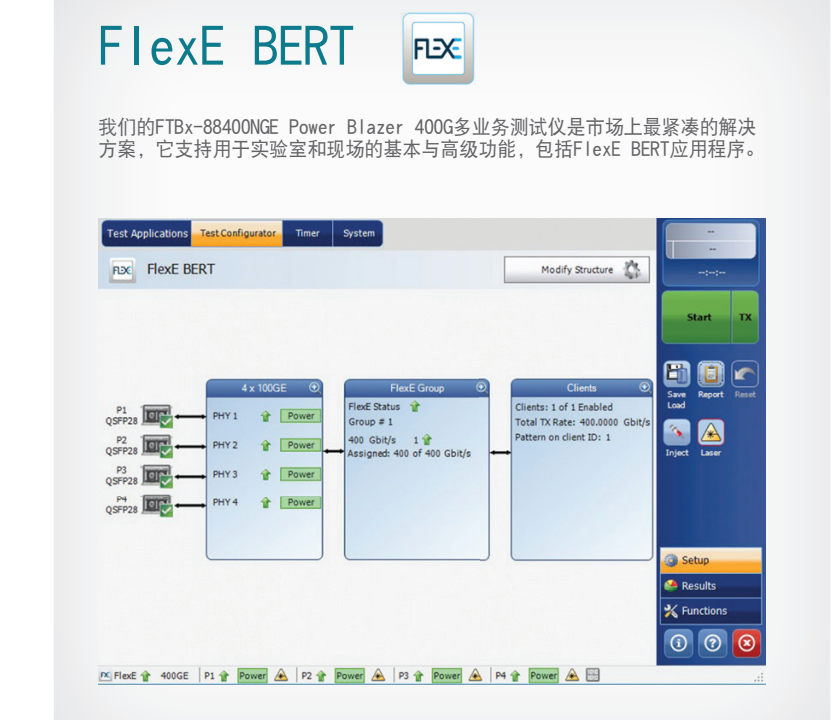 FlexE BERT
FLEXE
我们的FTBx-88400NGE Power Blazer 400G多业务测试仪是市场上最紧凑的解决
方案，它支持用于实验室和现场的基本与高级功能，包括FlexE BERT应用程序。
Test Applications Test Configurator Timer System
FLEXE FlexE BERT Modify Structure
--
--
--:--:--
Start TX
Save Load Report Reset
Inject Laser
4 x 100GE
P1 QSFP28 PHY 1 Power
P2 QSFP28 PHY 2 Power
P3 QSFP28 PHY 3 Power
P4 QSFP28 PHY 4 Power
FlexE Group
FlexE Status
Group # 1
400 Gbit/s 1
Assigned: 400 of 400 Gbit/s
Clients
Clients: 1 of 1 Enabled
Total TX Rate: 400.0000 Gbit/s
Pattern on client ID: 1
Setup
Results
Functions
FlexE 400GE P1 Power P2 Power P3 Power P4 Power